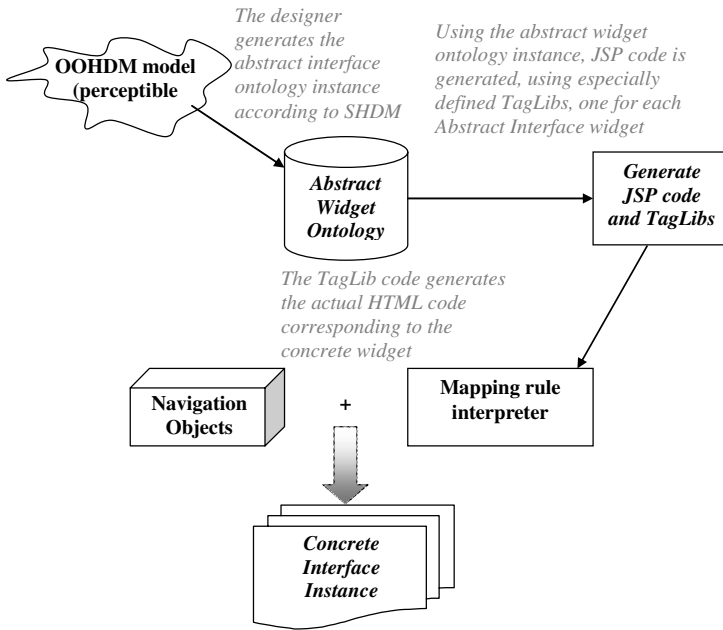 The designer
generates the
abstract interface
ontology instance
according to SHDM
Using the abstract widget
ontology instance, JSP code is
generated, using especially
defined TagLibs, one for each
Abstract Interface widget
OOHDM model
(perceptible
Abstract
Widget
Ontology
Generate
JSP code
and TagLibs
The TagLib code generates
the actual HTML code
corresponding to the
concrete widget
Navigation
Objects
+
Mapping rule
interpreter
Concrete
Interface
Instance